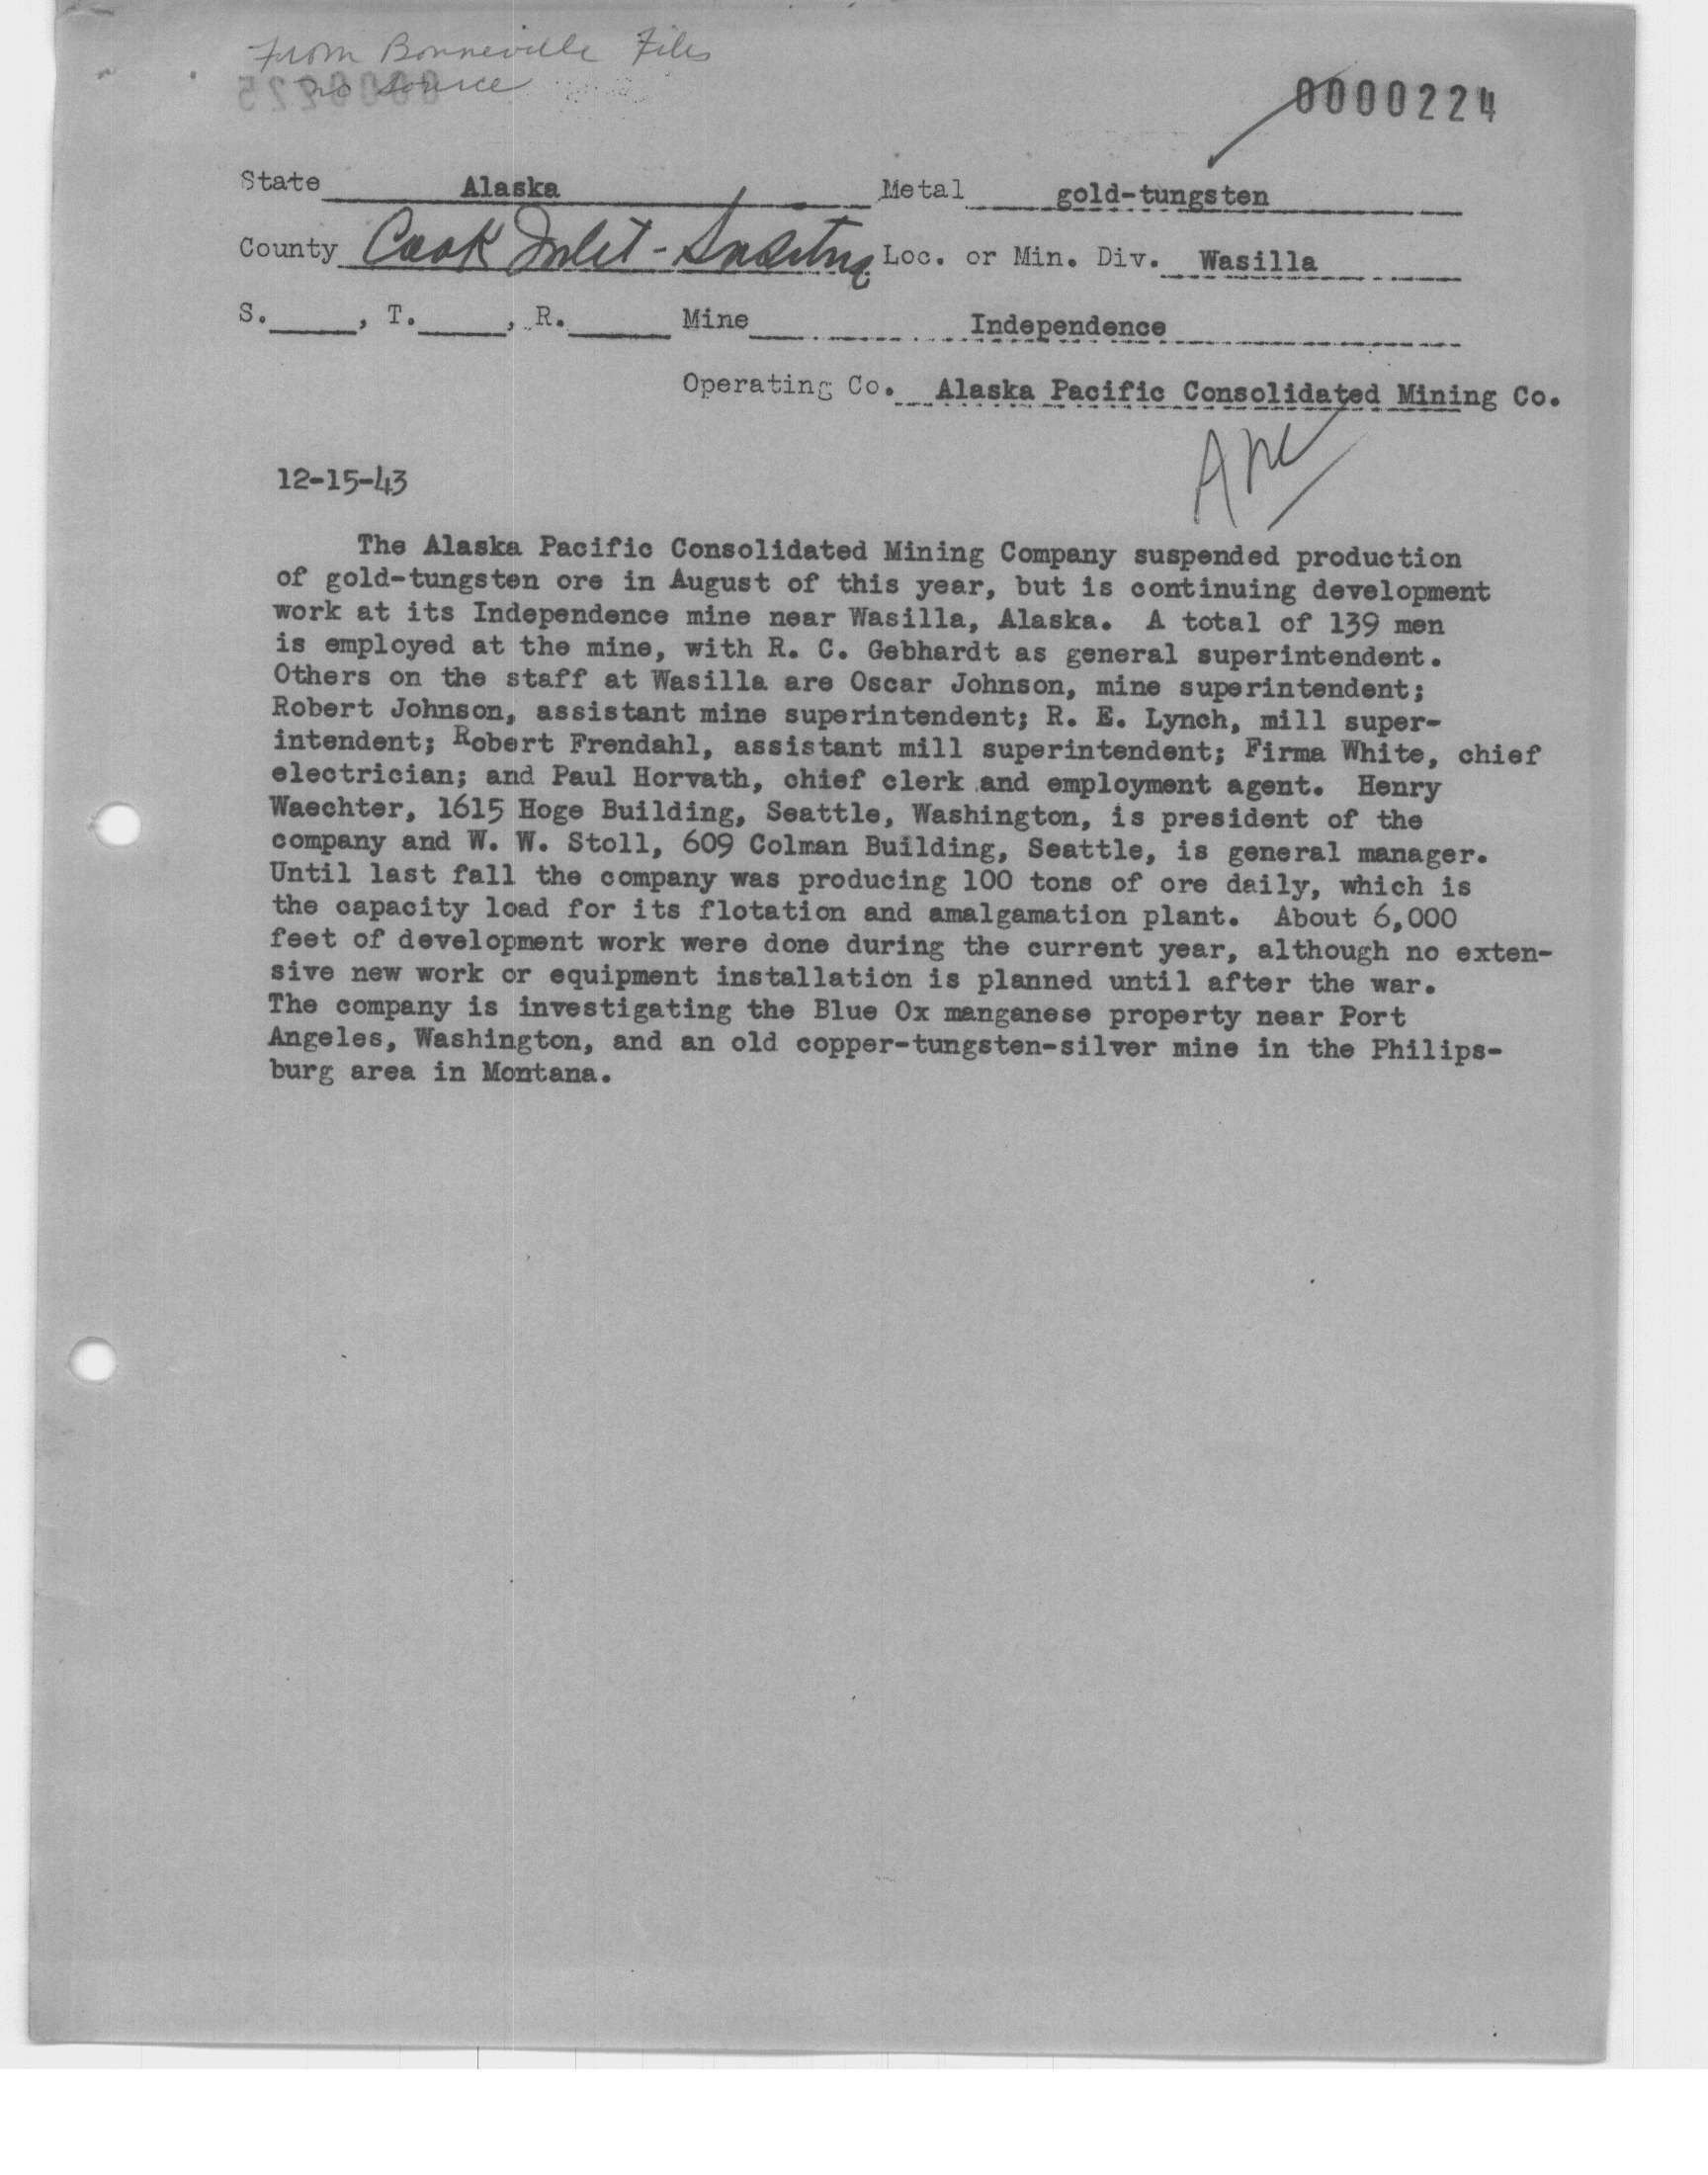 From Bonneville Files
no source
0000224
State Alaska Metal gold-tungsten
County Cook Inlet-Susitna Loc. or Min. Div. Wasilla
S. , T. , R. Mine Independence
Operating Co. Alaska Pacific Consolidated Mining Co.
12-15-43
The Alaska Pacific Consolidated Mining Company suspended production
of gold-tungsten ore in August of this year, but is continuing development
work at its Independence mine near Wasilla, Alaska. A total of 139 men
is employed at the mine, with R. C. Gebhardt as general superintendent.
Others on the staff at Wasilla are Oscar Johnson, mine superintendent;
Robert Johnson, assistant mine superintendent; R. E. Lynch, mill super-
intendent; Robert Frendahl, assistant mill superintendent; Firma White, chief
electrician; and Paul Horvath, chief clerk and employment agent. Henry
Waechter, 1615 Hoge Building, Seattle, Washington, is president of the
company and W. W. Stoll, 609 Colman Building, Seattle, is general manager.
Until last fall the company was producing 100 tons of ore daily, which is
the capacity load for its flotation and amalgamation plant. About 6,000
feet of development work were done during the current year, although no exten-
sive new work or equipment installation is planned until after the war.
The company is investigating the Blue Ox manganese property near Port
Angeles, Washington, and an old copper-tungsten-silver mine in the Philips-
burg area in Montana.